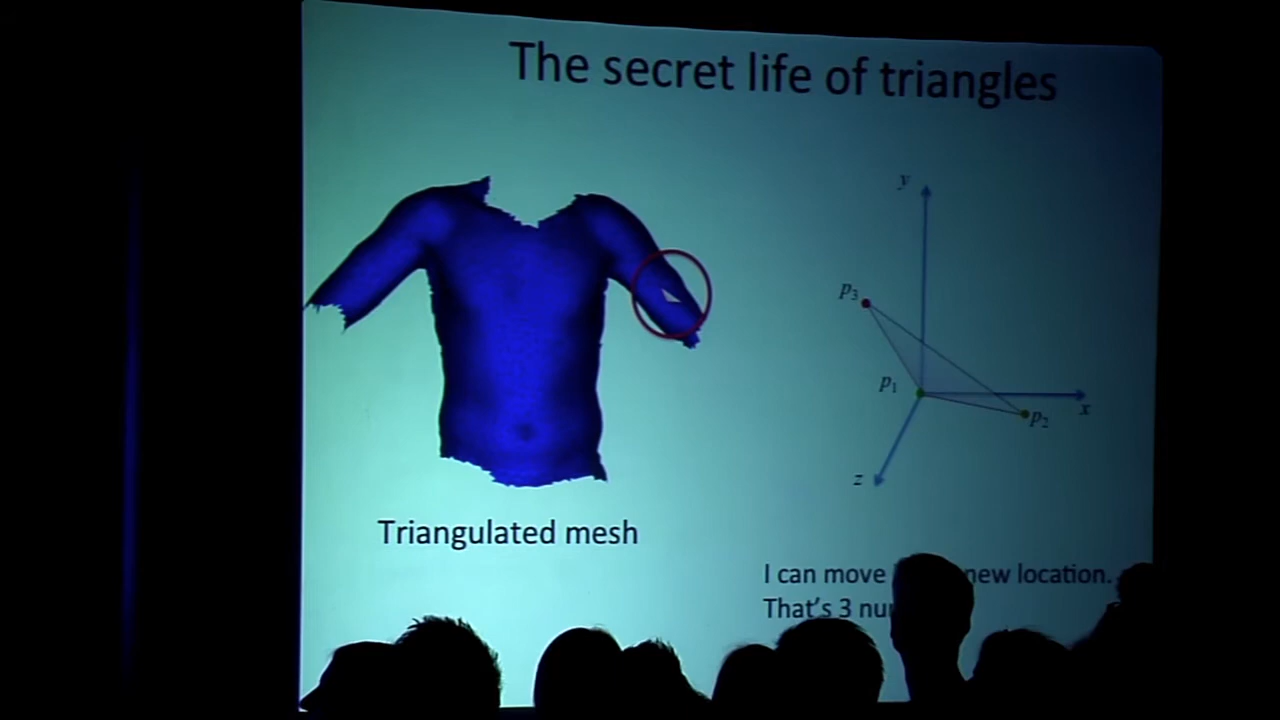 The secret life of triangles
y
p3
p1
x
p2
z
Triangulated mesh
I can move new location.
That's 3